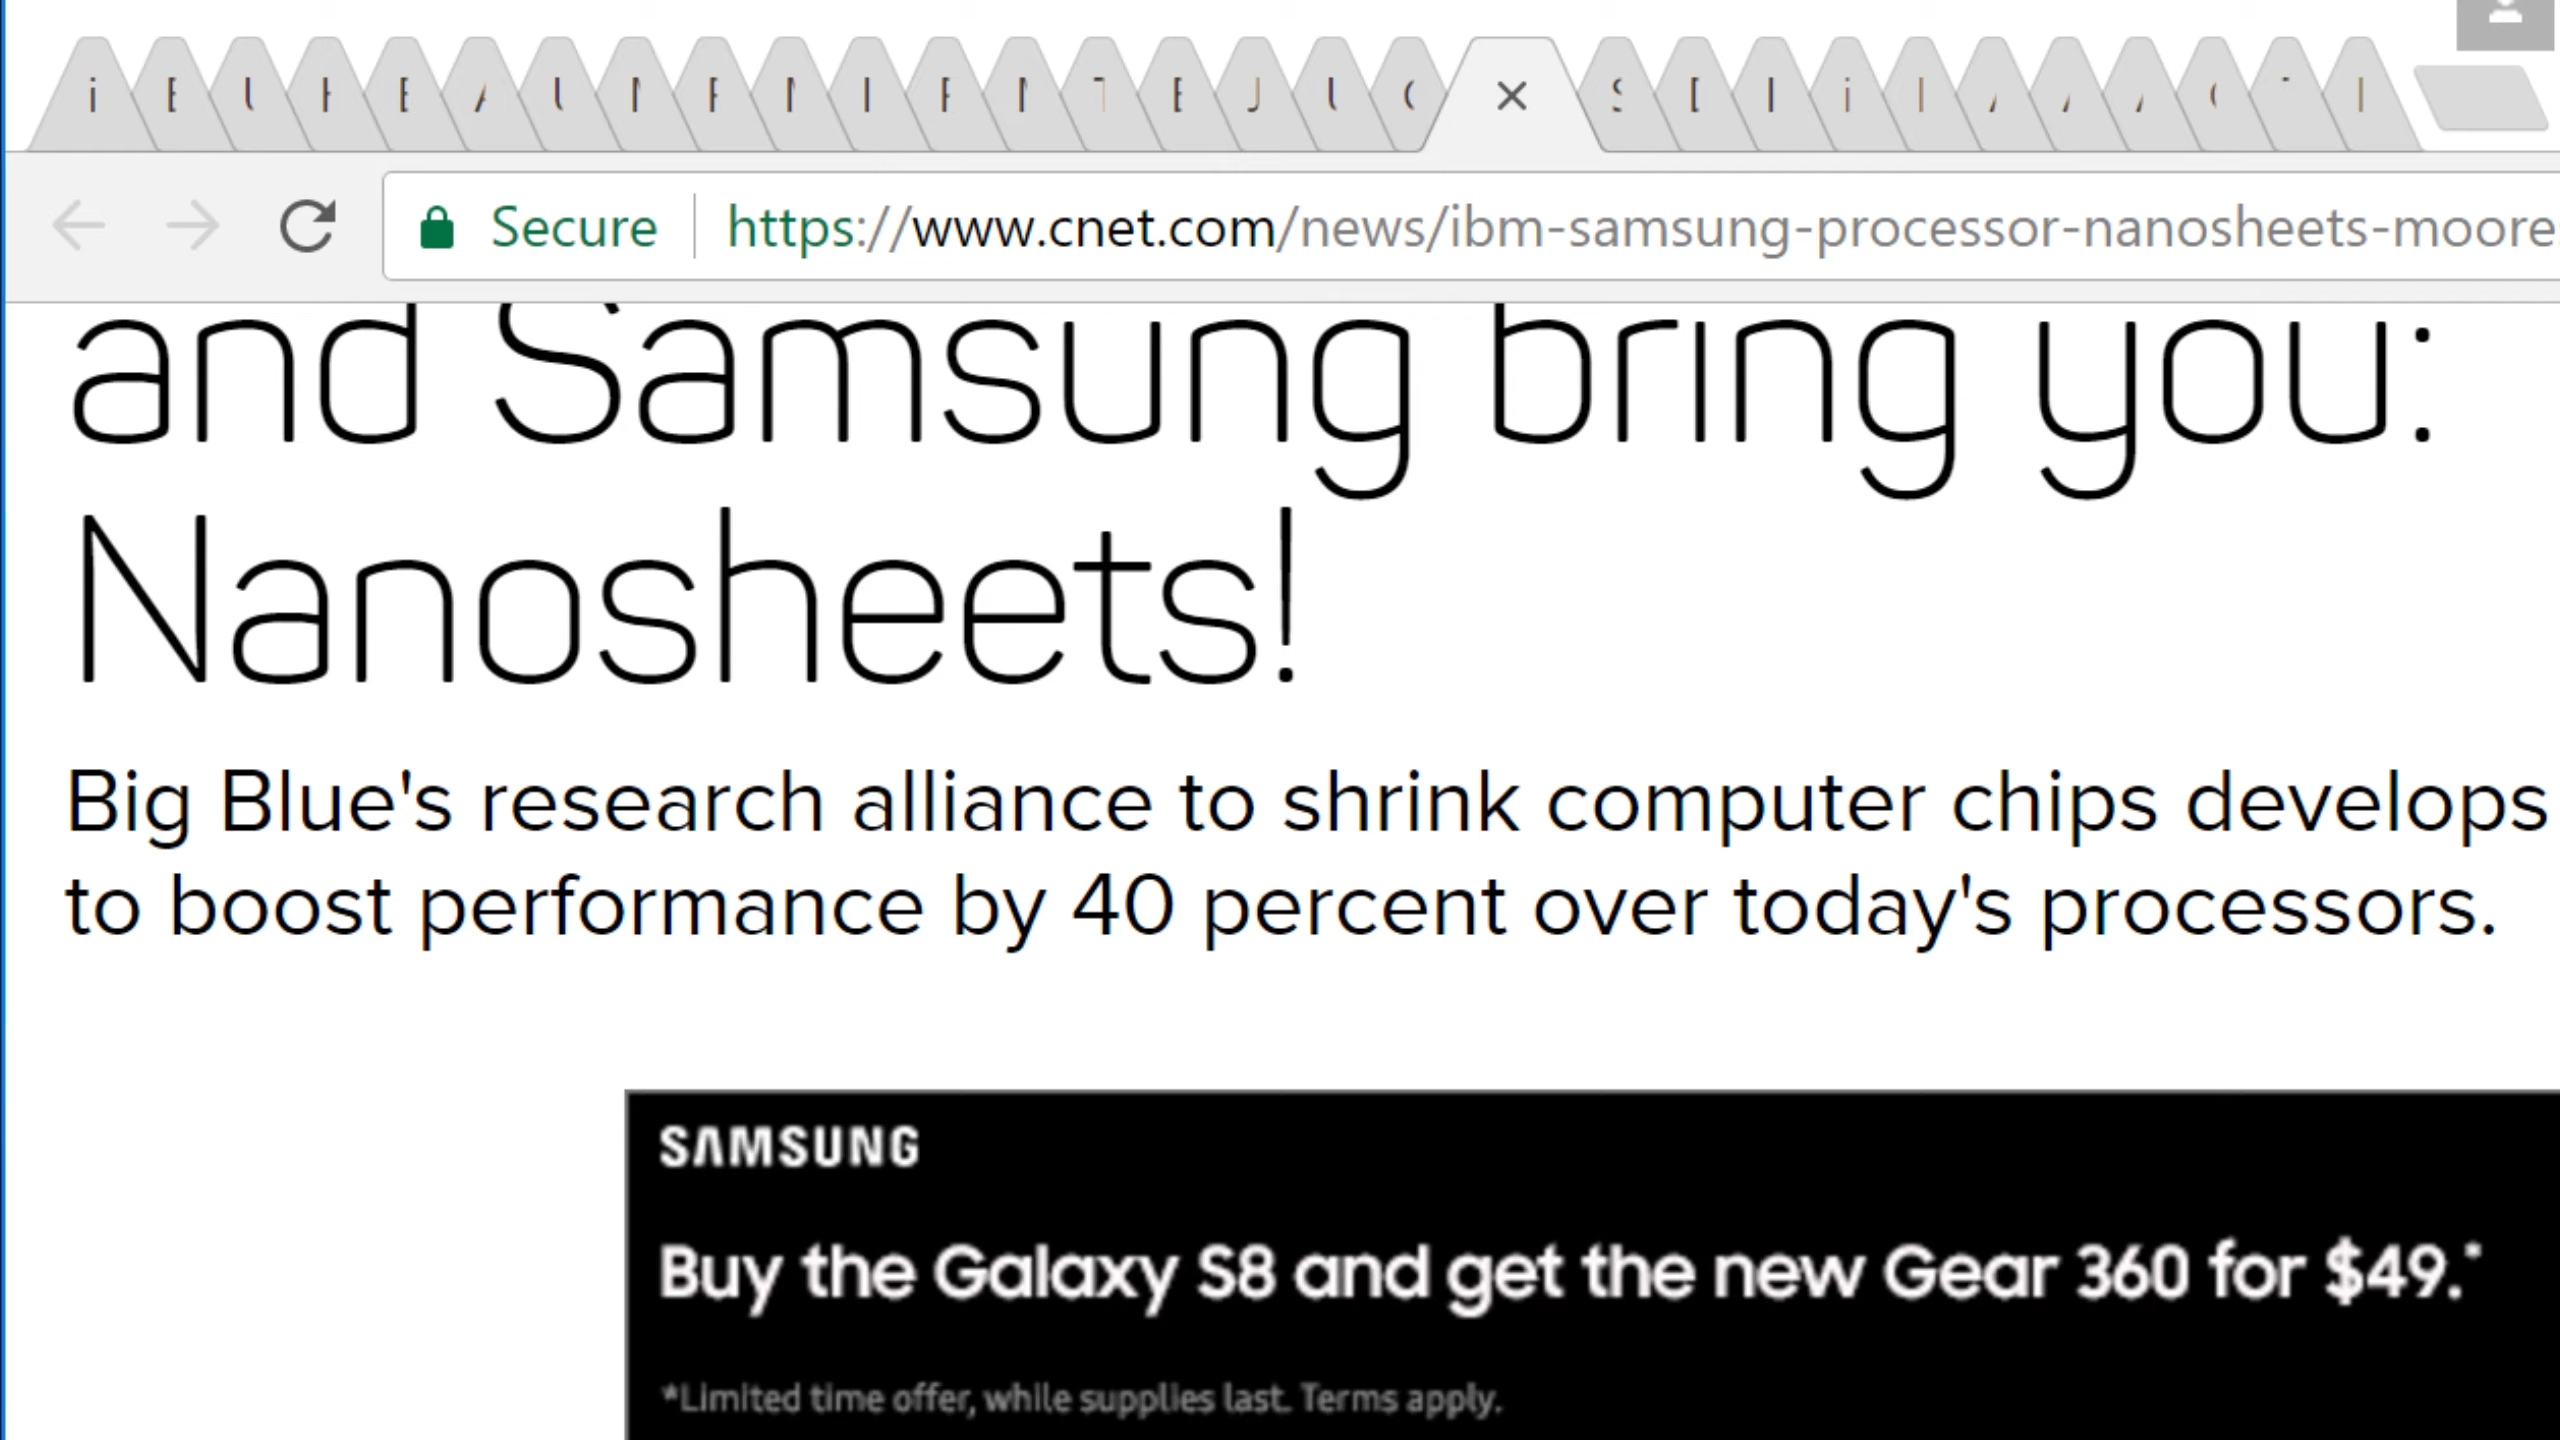 Secure
https://www.cnet.com/news/ibm-samsung-processor-nanosheets-moore
and Samsung bring you:
Nanosheets!
Big Blue's research alliance to shrink computer chips develops
to boost performance by 40 percent over today's processors.
SAMSUNG
Buy the Galaxy S8 and get the new Gear 360 for $49.*
*Limited time offer, while supplies last. Terms apply.